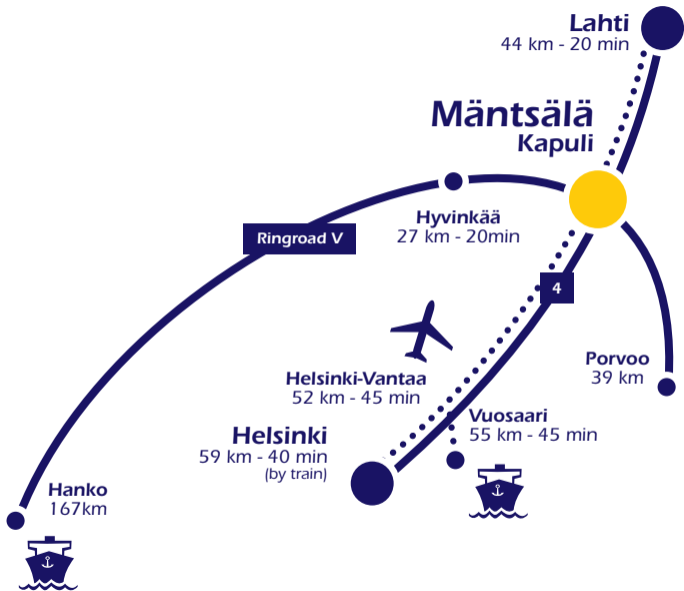 Lahti
44 km - 20 min
Mäntsälä
Kapuli
Hyvinkää
27 km - 20min
Ringroad V
4
Porvoo
39 km
Helsinki-Vantaa
52 km - 45 min
Vuosaari
55 km - 45 min
Helsinki
59 km - 40 min
(by train)
Hanko
167km